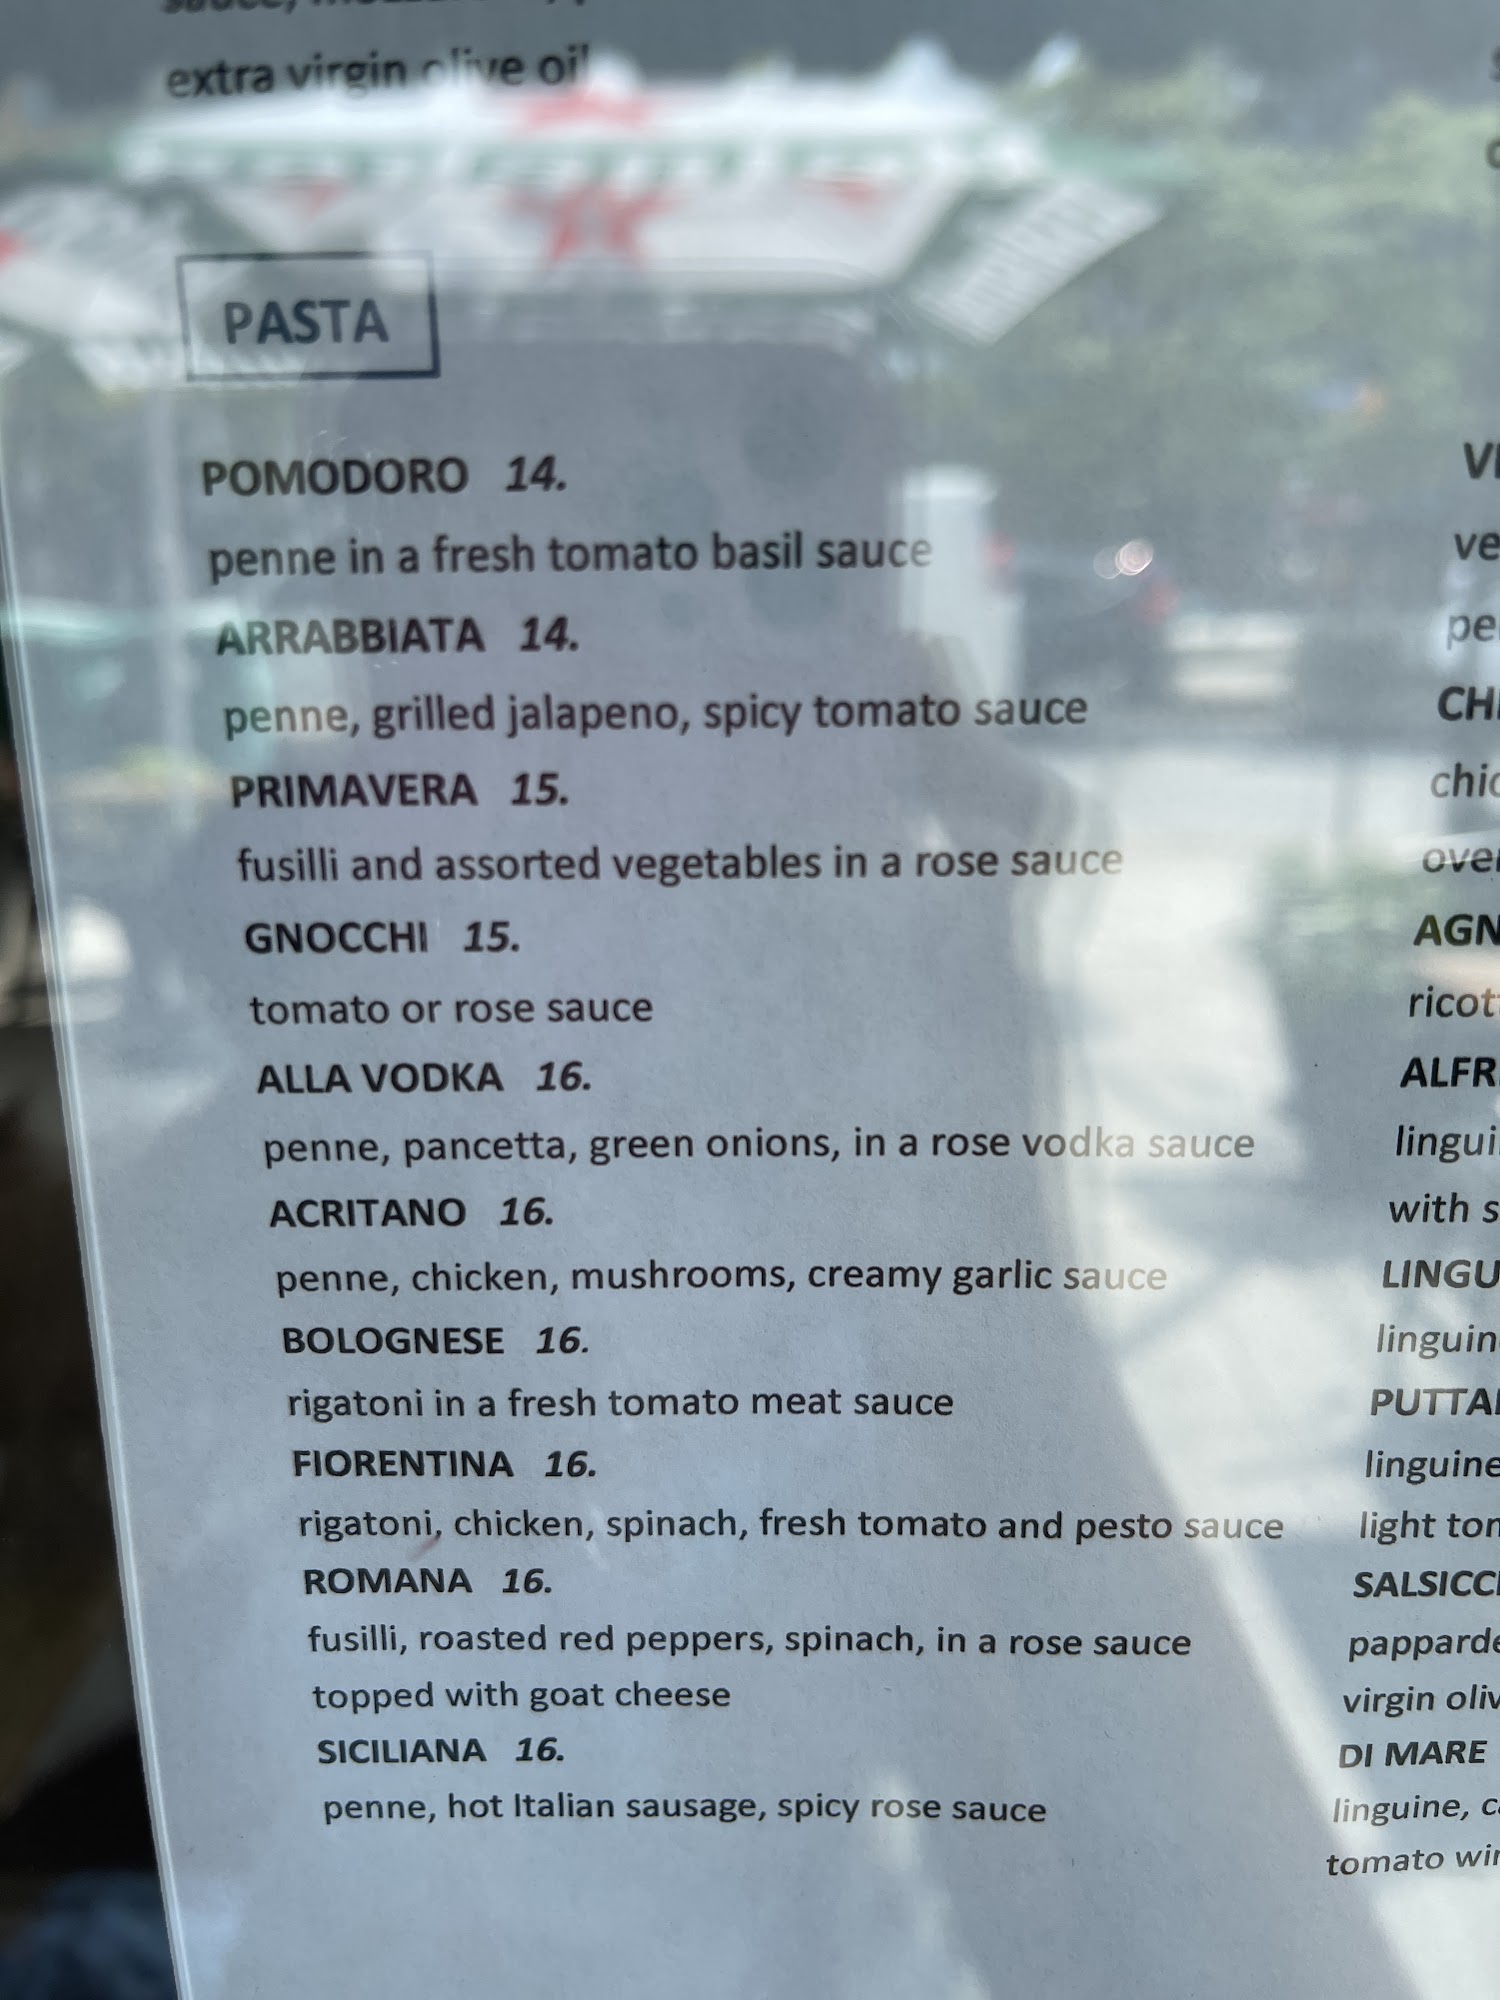 extra virgin olive oil
PASTA
POMODORO 14.
penne in a fresh tomato basil sauce
ARRABBIATA 14.
penne, grilled jalapeno, spicy tomato sauce
PRIMAVERA 15.
fusilli and assorted vegetables in a rose sauce
GNOCCHI 15.
tomato or rose sauce
ALLA VODKA 16.
penne, pancetta, green onions, in a rose vodka sauce
ACRITANO 16.
penne, chicken, mushrooms, creamy garlic sauce
BOLOGNESE 16.
rigatoni in a fresh tomato meat sauce
FIORENTINA 16.
rigatoni, chicken, spinach, fresh tomato and pesto sauce
ROMANA 16.
fusilli, roasted red peppers, spinach, in a rose sauce
topped with goat cheese
SICILIANA 16.
penne, hot Italian sausage, spicy rose sauce
with
light
virgin
DI MARE
linguine,
tomato